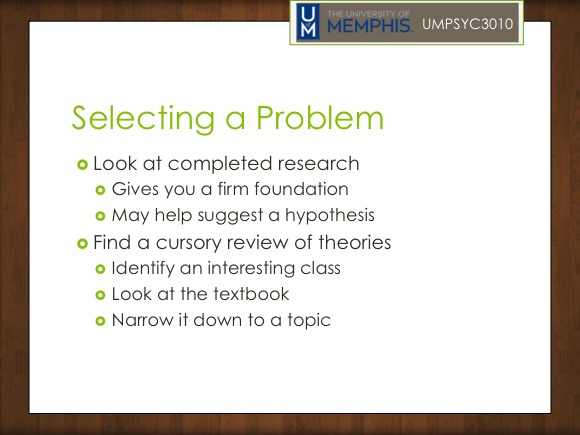 UM
THE UNIVERSITY OF
MEMPHIS.
UMPSYC3010
Selecting a Problem
Look at completed research
Gives you a firm foundation
May help suggest a hypothesis
Find a cursory review of theories
Identify an interesting class
Look at the textbook
Narrow it down to a topic